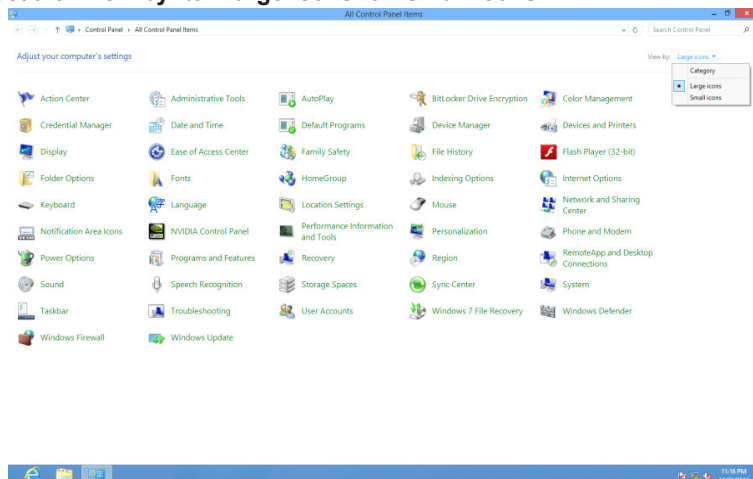 All Control Panel Items
Control Panel ▸ All Control Panel Items
Search Control Panel
Adjust your computer's settings
View by: Large icons
Category
Large icons
Small icons
Action Center
Administrative Tools
AutoPlay
BitLocker Drive Encryption
Color Management
Credential Manager
Date and Time
Default Programs
Device Manager
Devices and Printers
Display
Ease of Access Center
Family Safety
File History
Flash Player (32-bit)
Folder Options
Fonts
HomeGroup
Indexing Options
Internet Options
Keyboard
Language
Location Settings
Mouse
Network and Sharing
Center
Notification Area Icons
NVIDIA Control Panel
Performance Information
and Tools
Personalization
Phone and Modem
Power Options
Programs and Features
Recovery
Region
RemoteApp and Desktop
Connections
Sound
Speech Recognition
Storage Spaces
Sync Center
System
Taskbar
Troubleshooting
User Accounts
Windows 7 File Recovery
Windows Defender
Windows Firewall
Windows Update
11:16 PM